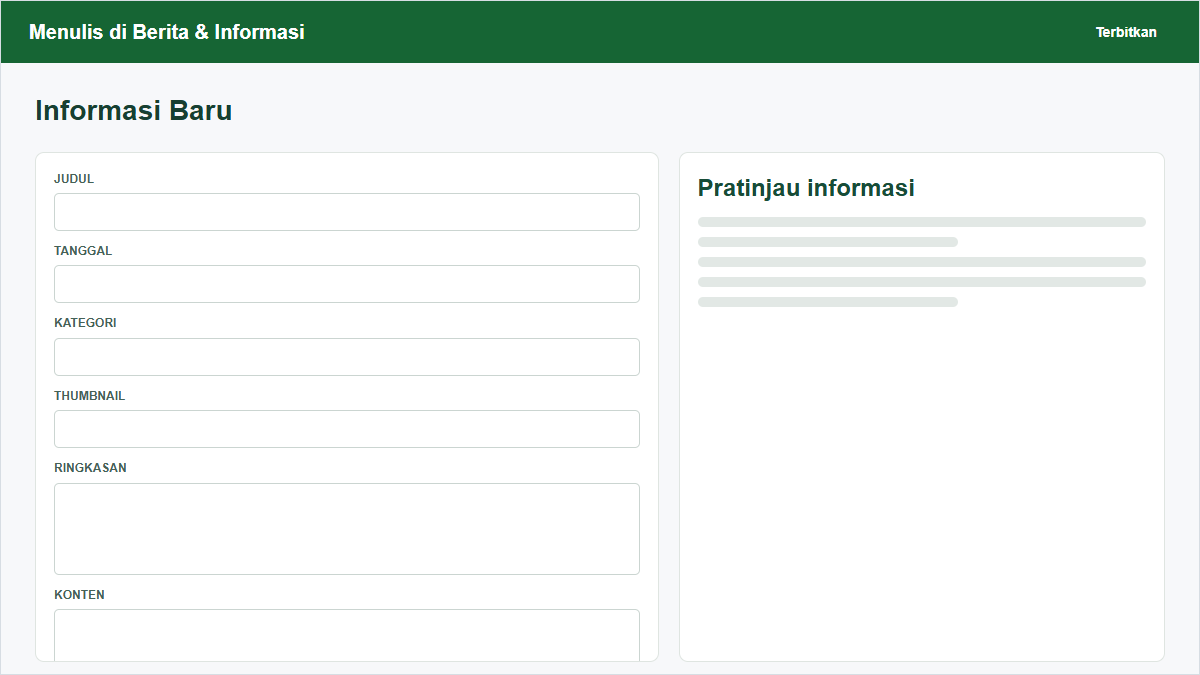 Menulis di Berita & Informasi
Terbitkan
Informasi Baru
JUDUL
TANGGAL
KATEGORI
THUMBNAIL
RINGKASAN
KONTEN
Pratinjau informasi